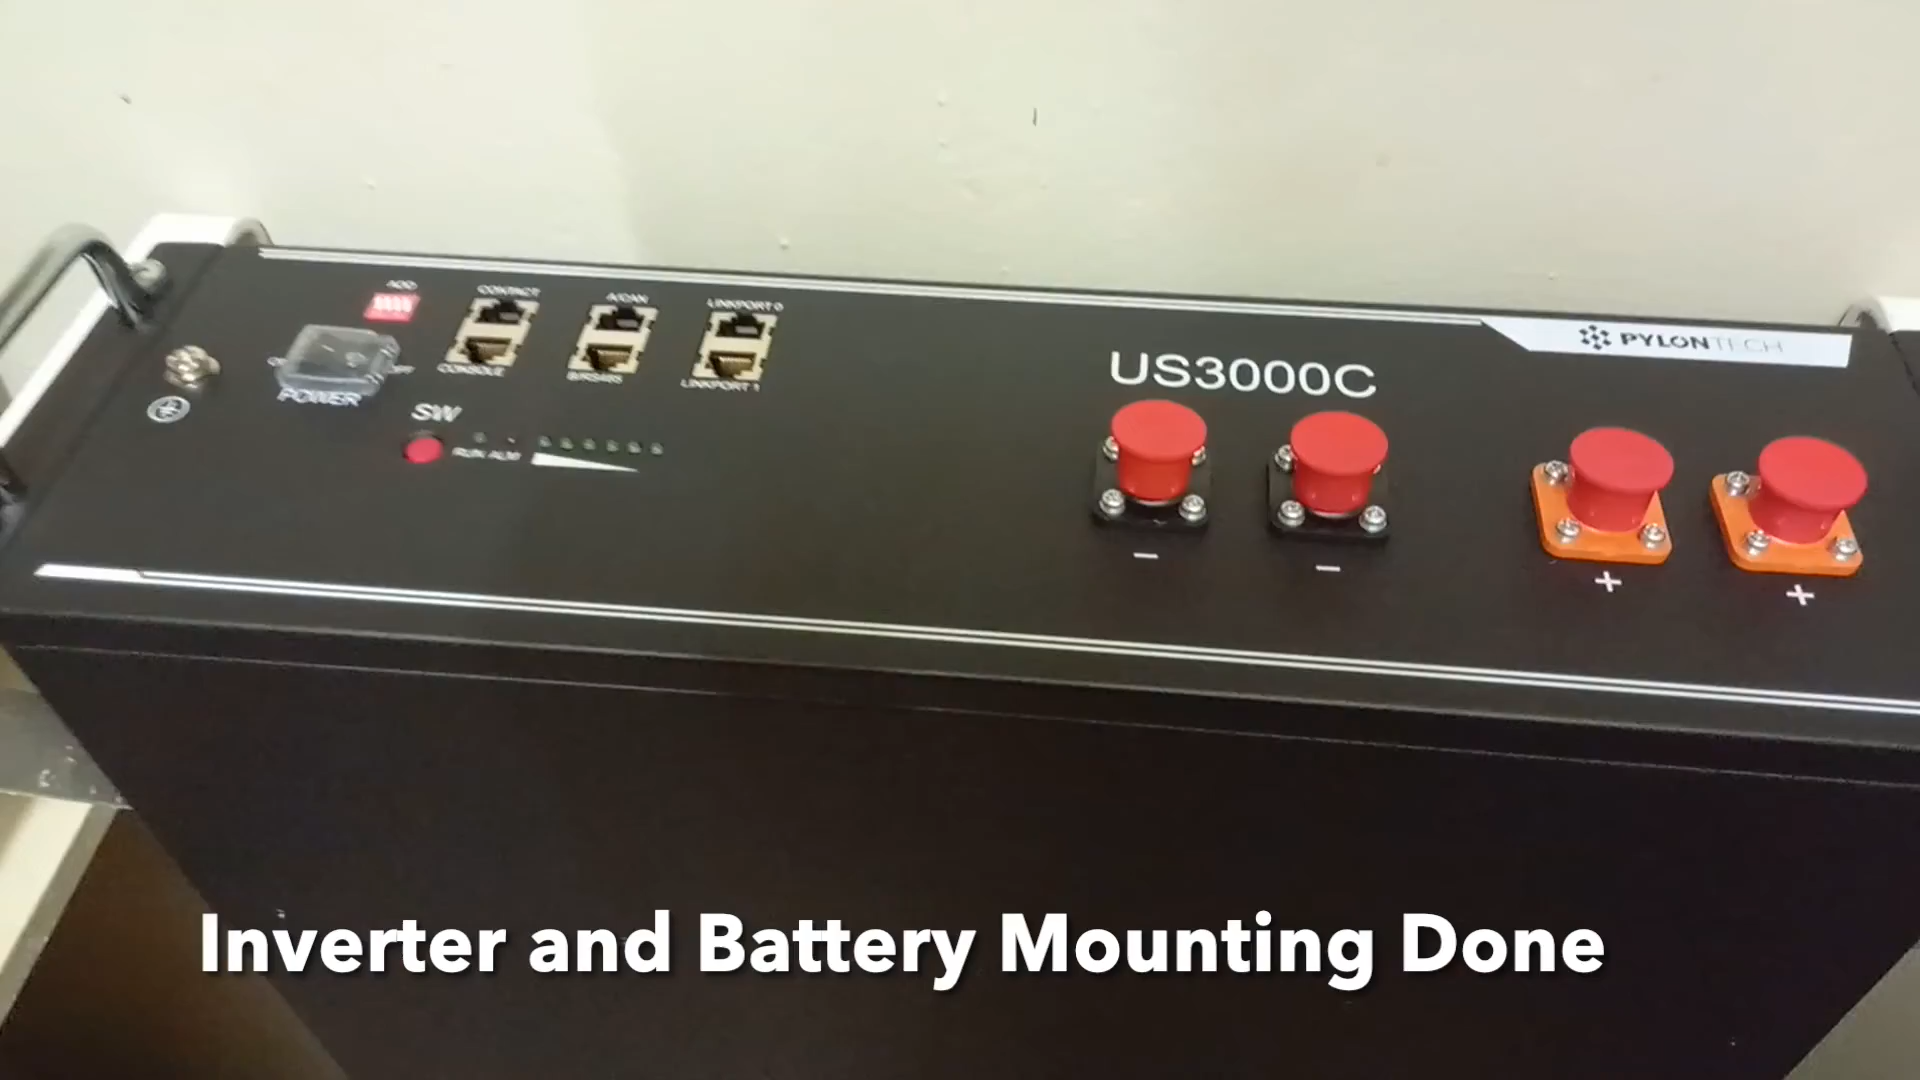 ADD
CONTACT
A/CAN
LINKPORT 0
PYLONTECH
OFF
CONSOLE
B/RS485
LINKPORT 1
US3000C
POWER
SW
RUN ALM
- - + +
Inverter and Battery Mounting Done